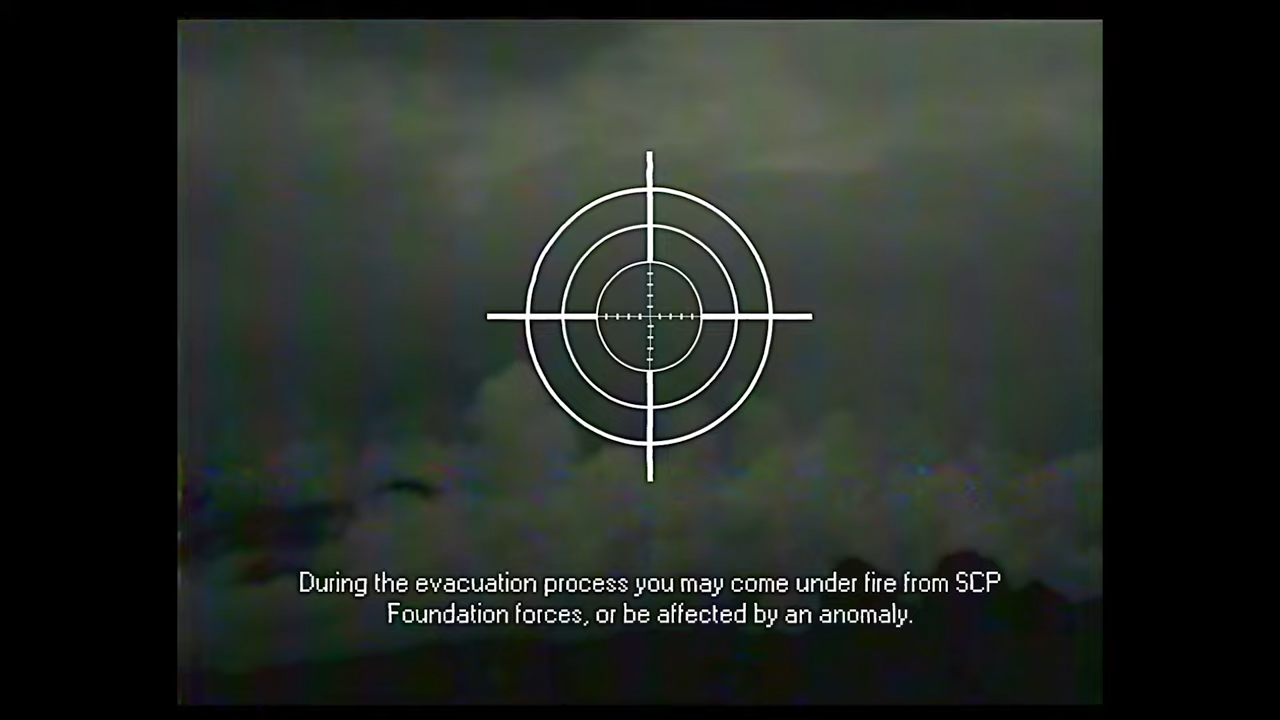 During the evacuation process you may come under fire from SCP
Foundation forces, or be affected by an anomaly.